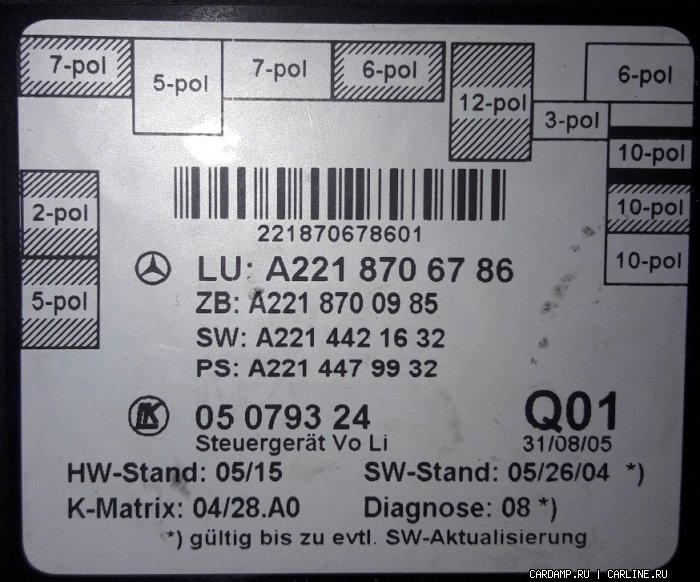 7-pol
5-pol
7-pol
6-pol
12-pol
6-pol
3-pol
10-pol
2-pol
10-pol
5-pol
10-pol
221870678601
LU: A221 870 67 86
ZB: A221 870 09 85
SW: A221 442 16 32
PS: A221 447 99 32
K 05 0793 24
Q01
Steuergerät Vo Li
31/08/05
HW-Stand: 05/15
SW-Stand: 05/26/04 *)
K-Matrix: 04/28.A0
Diagnose: 08 *)
*) gültig bis zu evtl. SW-Aktualisierung
CARDAMP.RU | CARLINE.RU